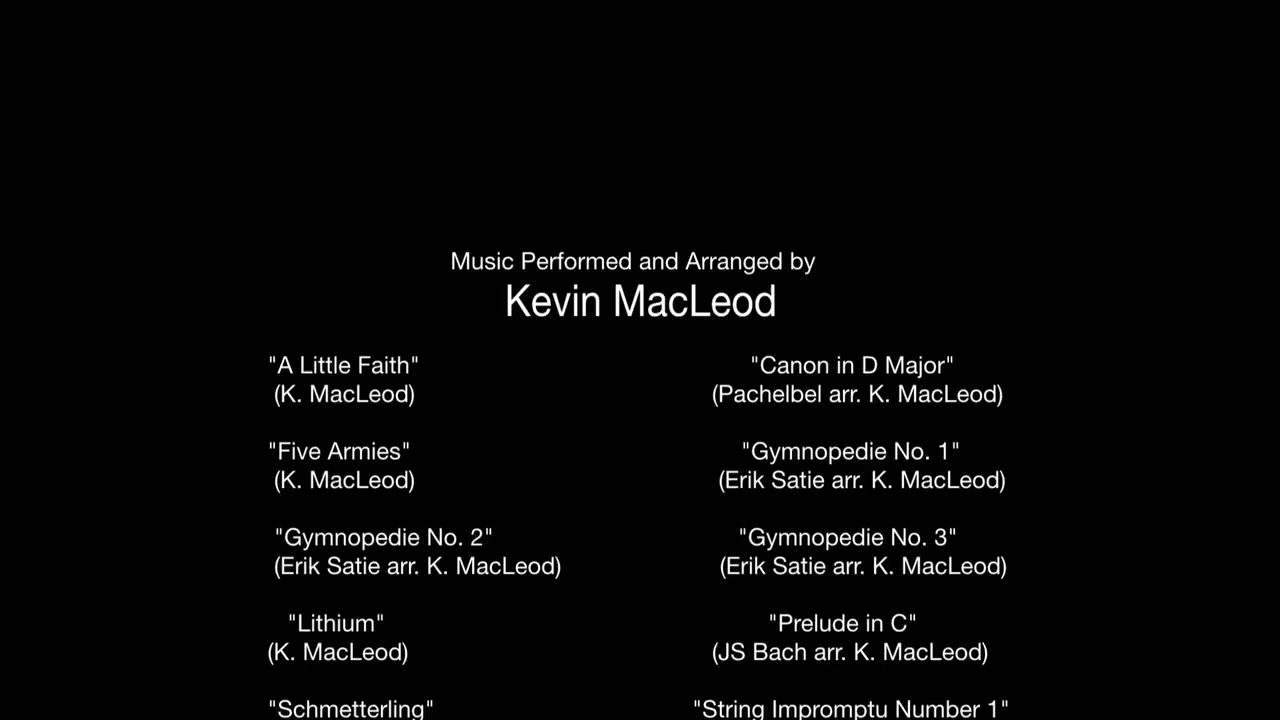 Music Performed and Arranged by
Kevin MacLeod
"A Little Faith"
(K. MacLeod)
"Canon in D Major"
(Pachelbel arr. K. MacLeod)
"Five Armies"
(K. MacLeod)
"Gymnopedie No. 1"
(Erik Satie arr. K. MacLeod)
"Gymnopedie No. 2"
(Erik Satie arr. K. MacLeod)
"Gymnopedie No. 3"
(Erik Satie arr. K. MacLeod)
"Lithium"
(K. MacLeod)
"Prelude in C"
(JS Bach arr. K. MacLeod)
"Schmetterling"
"String Impromptu Number 1"